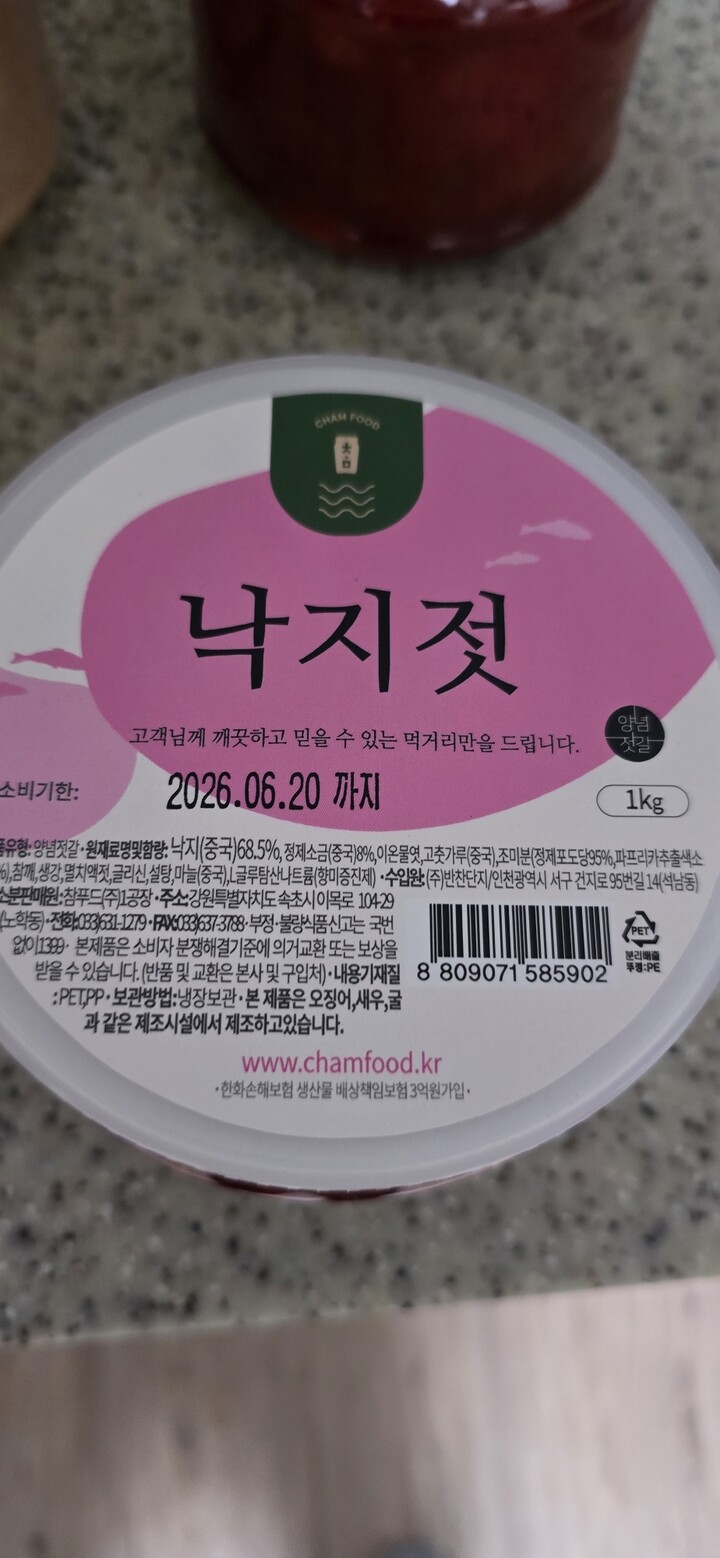 CHAM FOOD
낙지젓
고객님께 깨끗하고 믿을 수 있는 먹거리만을 드립니다.
양념
젓갈
소비기한:
2026.06.20 까지
1kg
유형: 양념젓갈·원재료명및함량: 낙지(중국)68.5%, 정제소금(중국)8%, 이온물엿, 고춧가루(중국), 조미분(정제포도당95%, 파프리카추출색소
%), 참깨, 생강, 멸치액젓, 글리신, 설탕, 마늘(중국), L글루탐산나트륨(향미증진제) ·수입원: (주)반찬단지/인천광역시 서구 건지로 95번길 14(석남동)
소분판매원: 참푸드(주)1공장·주소: 강원특별자치도 속초시 이목로 104-29
(노학동)·전화:033)631-1279·FAX:033)637-3788·부정·불량식품신고는 국번
없이1399· 본제품은 소비자 분쟁해결기준에 의거교환 또는 보상을
받을 수 있습니다. (반품 및 교환은 본사 및 구입처)·내용기재질
:PET,PP·보관방법:냉장보관·본 제품은 오징어,새우,굴
과 같은 제조시설에서 제조하고있습니다.
8 809071 585902
PET
분리배출
뚜껑:PE
www.chamfood.kr
·한화손해보험 생산물 배상책임보험 3억원가입·